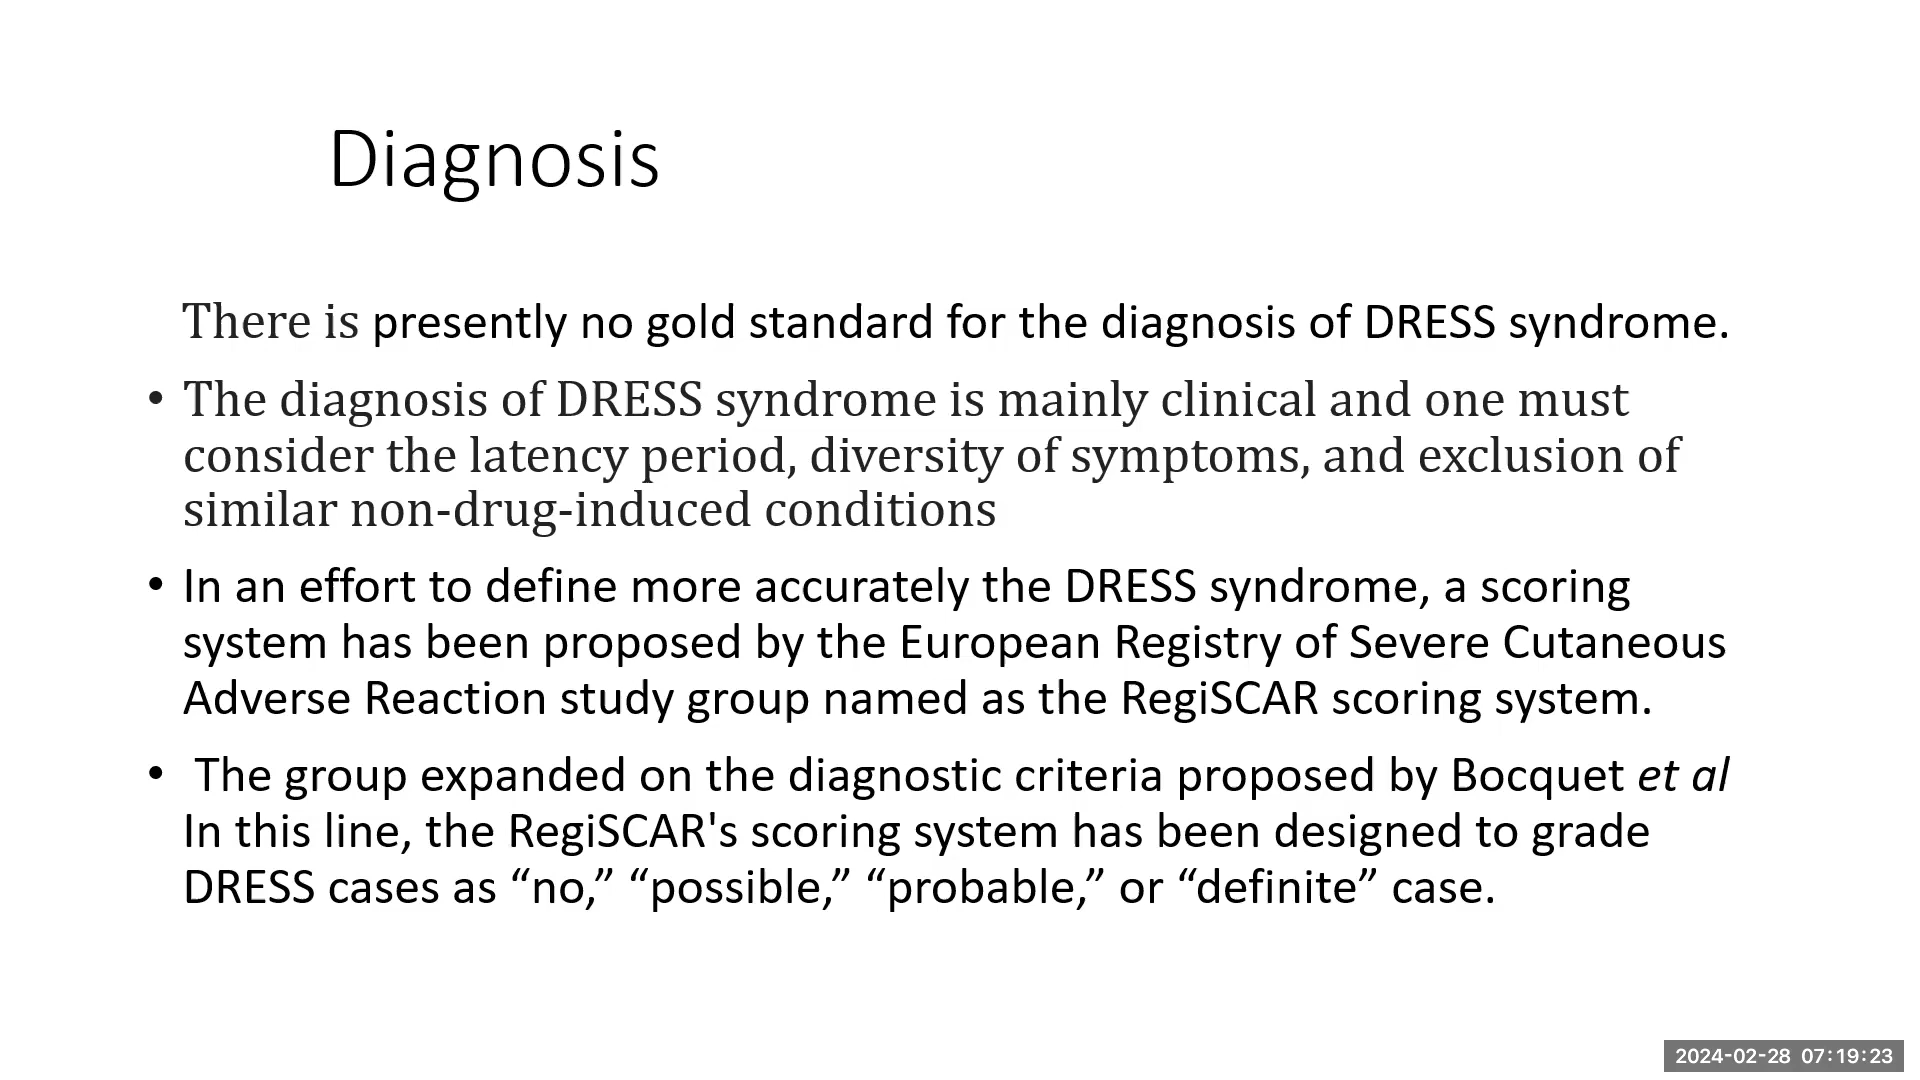 Diagnosis
There is presently no gold standard for the diagnosis of DRESS syndrome.
• The diagnosis of DRESS syndrome is mainly clinical and one must
consider the latency period, diversity of symptoms, and exclusion of
similar non-drug-induced conditions
• In an effort to define more accurately the DRESS syndrome, a scoring
system has been proposed by the European Registry of Severe Cutaneous
Adverse Reaction study group named as the RegiSCAR scoring system.
• The group expanded on the diagnostic criteria proposed by Bocquet et al
In this line, the RegiSCAR's scoring system has been designed to grade
DRESS cases as “no,” “possible,” “probable,” or “definite” case.
2024-02-28 07:19:23